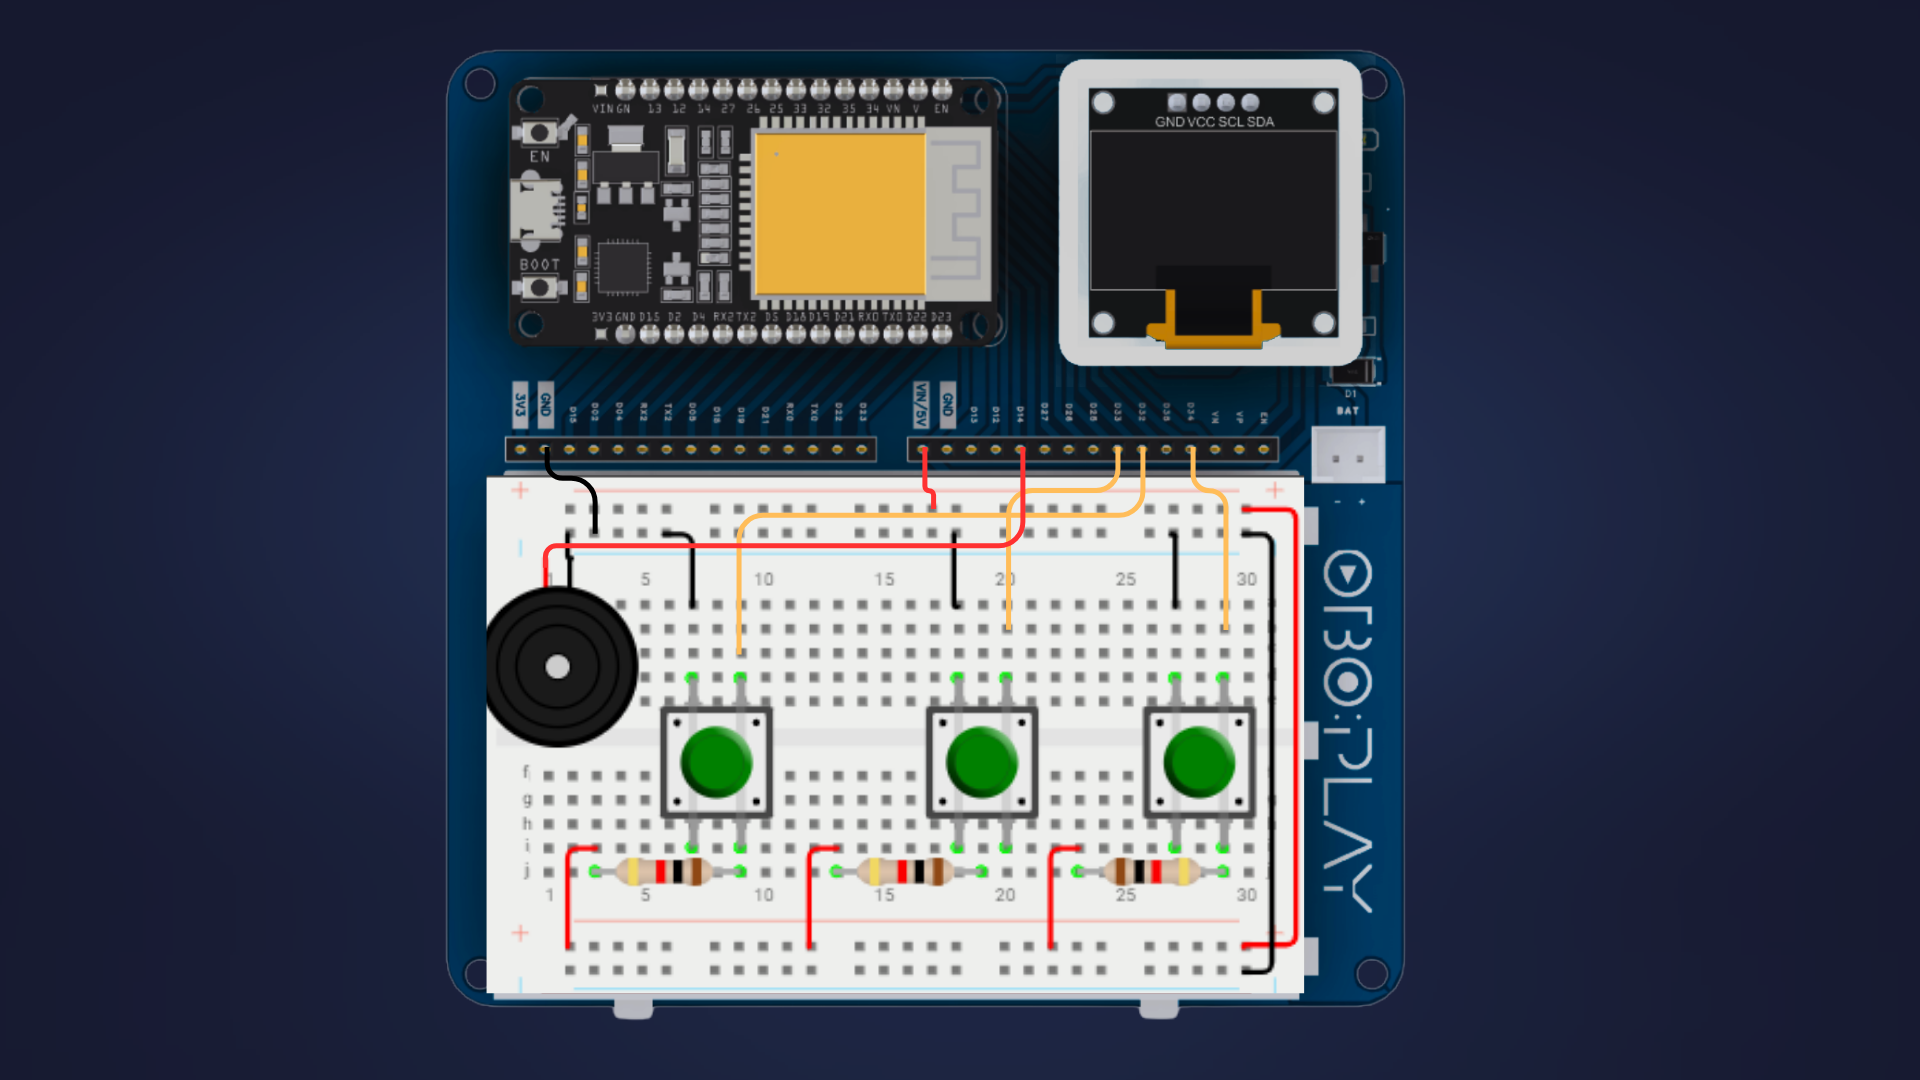 VIN GN 13 12 14 27 26 25 33 32 35 34 VN V EN
GND VCC SCL SDA
EN
BOOT
3V3 GND D15 D2 D4 RX2 TX2 D5 D18 D19 D21 RX0 TX0 D22 D23
3V3 GND D15 D02 D04 RX2 TX2 D05 D18 D19 D21 RX0 TX0 D22 D23
VIN/5V GND D13 D12 D14 D27 D26 D25 D33 D32 D35 D34 VN VP EN
D1
BAT
- +
+ +
1 5 10 15 20 25 30
f
g
h
i
j
1 5 10 15 20 25 30
+
PLAY